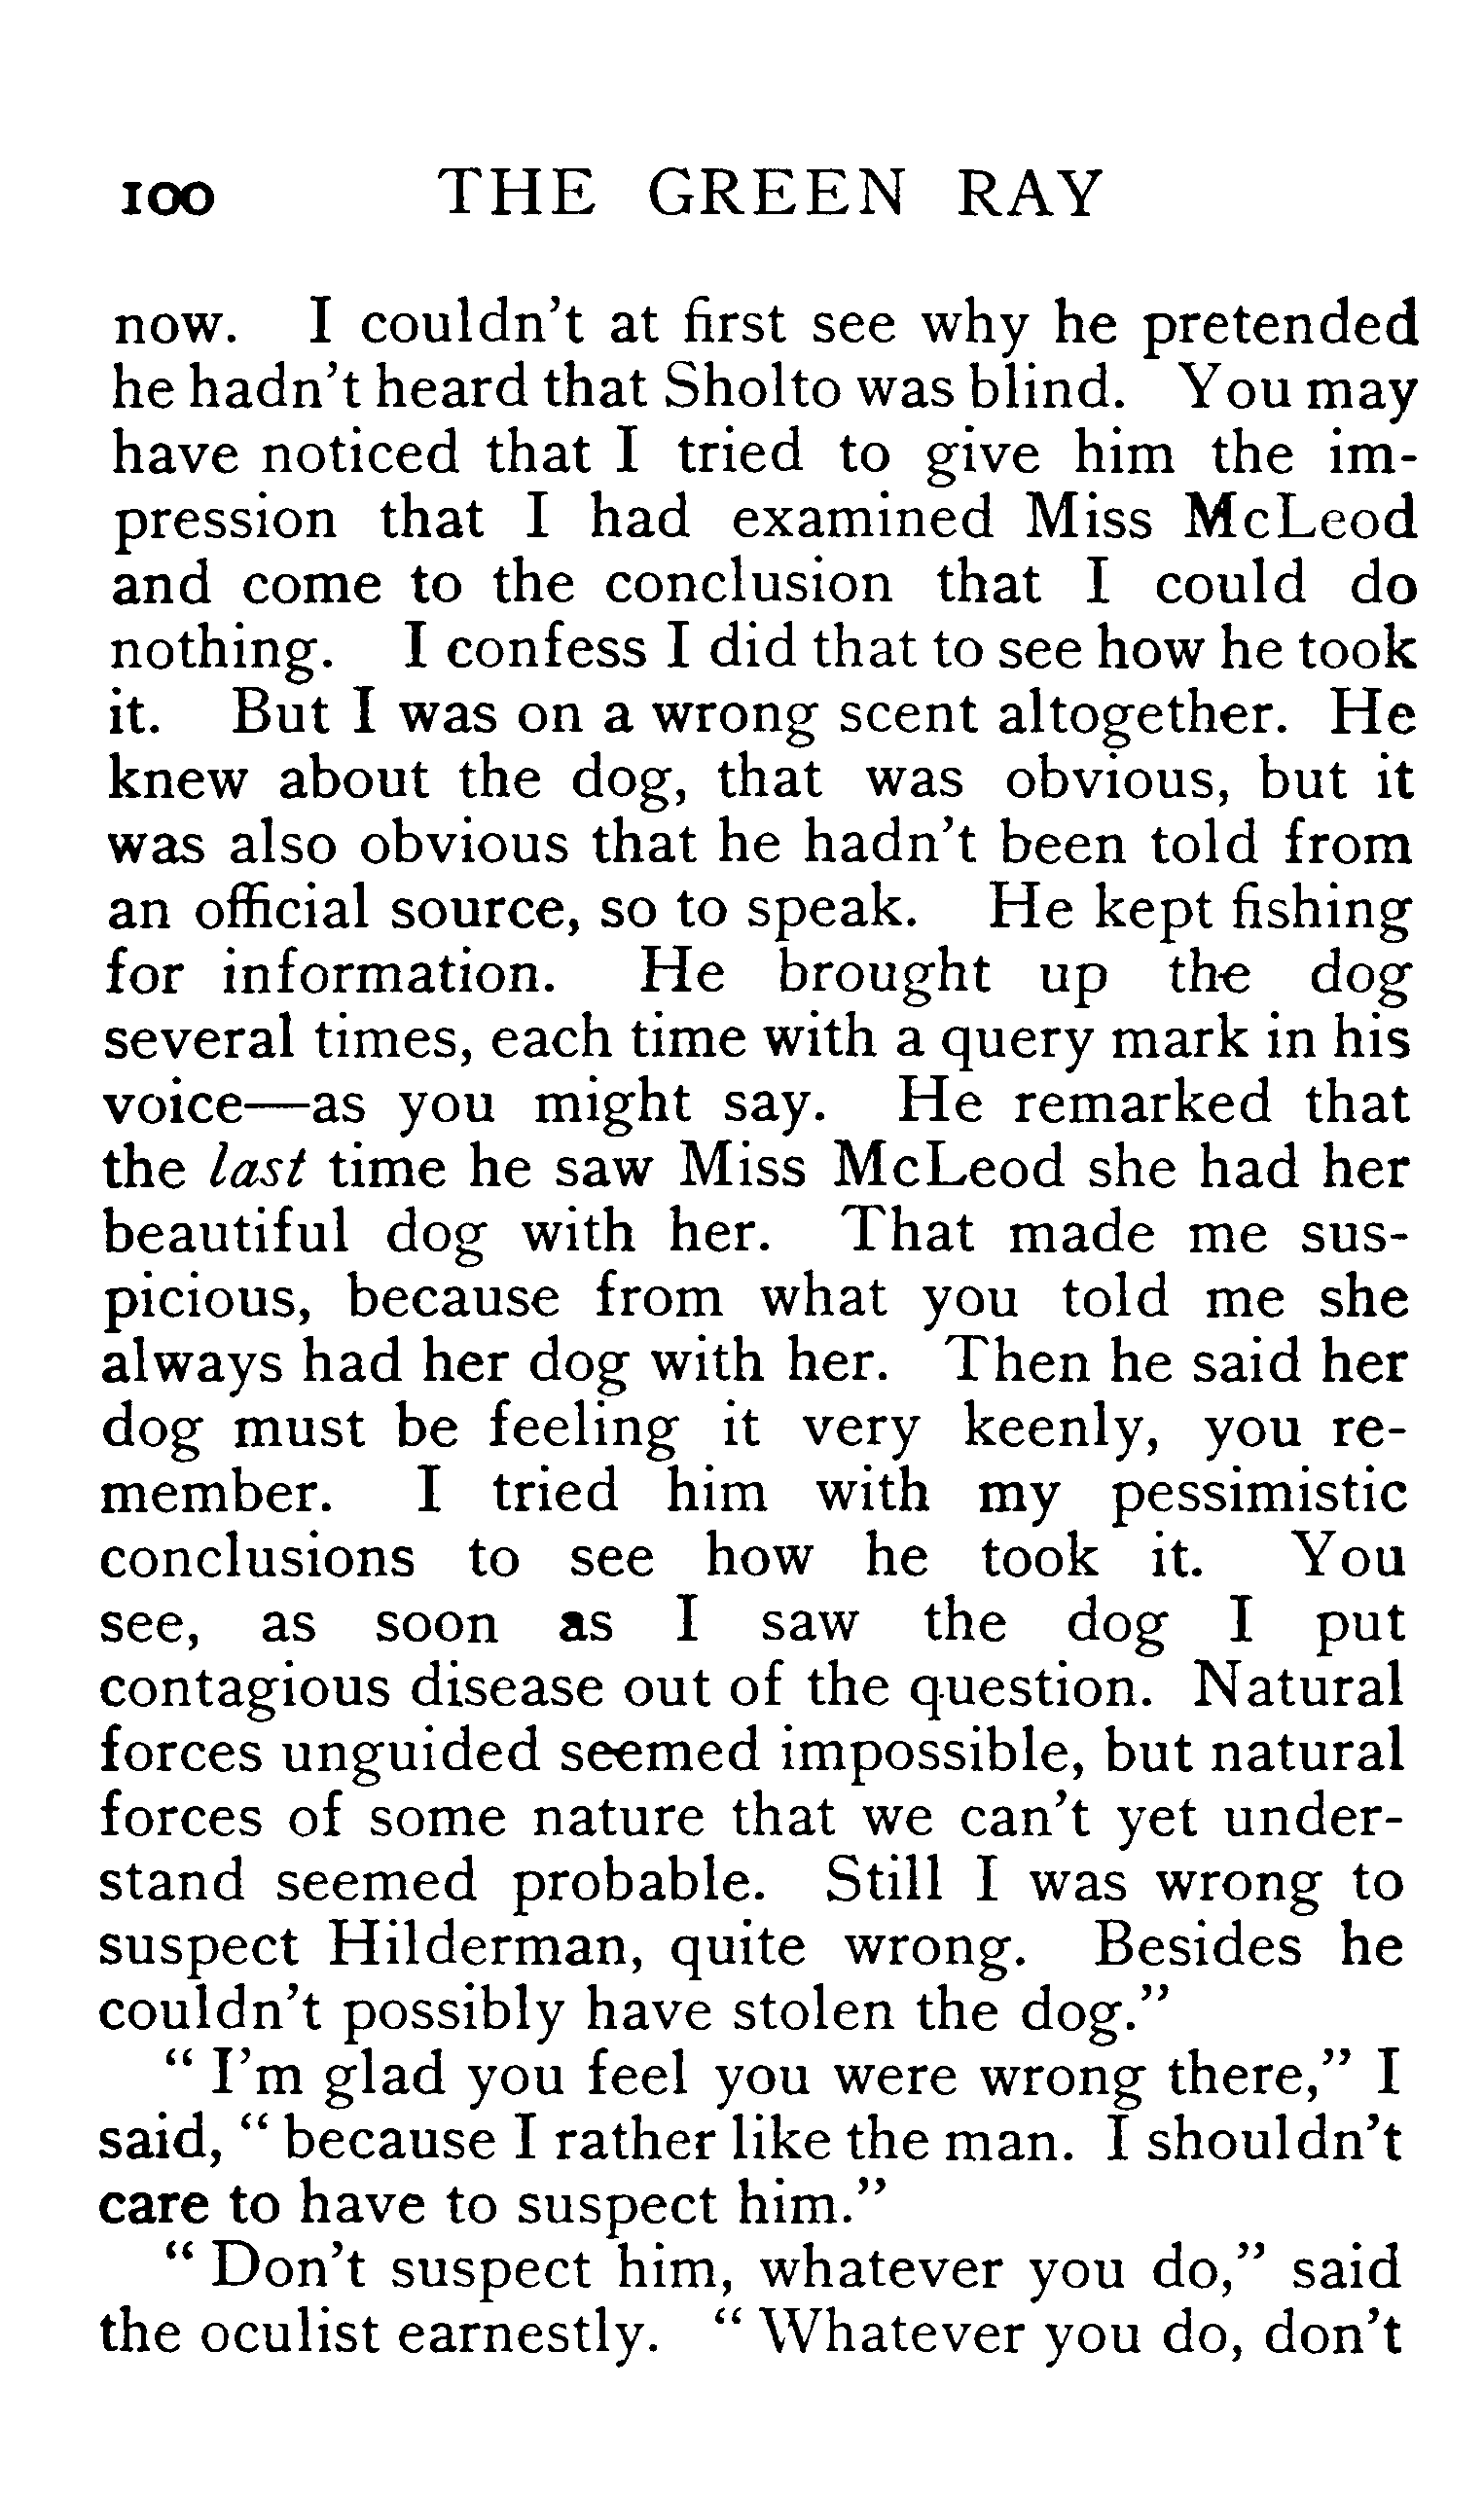 100 THE GREEN RAY
now. I couldn't at first see why he pretended
he hadn't heard that Sholto was blind. You may
have noticed that I tried to give him the im-
pression that I had examined Miss McLeod
and come to the conclusion that I could do
nothing. I confess I did that to see how he took
it. But I was on a wrong scent altogether. He
knew about the dog, that was obvious, but it
was also obvious that he hadn't been told from
an official source, so to speak. He kept fishing
for information. He brought up the dog
several times, each time with a query mark in his
voice—as you might say. He remarked that
the last time he saw Miss McLeod she had her
beautiful dog with her. That made me sus-
picious, because from what you told me she
always had her dog with her. Then he said her
dog must be feeling it very keenly, you re-
member. I tried him with my pessimistic
conclusions to see how he took it. You
see, as soon as I saw the dog I put
contagious disease out of the question. Natural
forces unguided seemed impossible, but natural
forces of some nature that we can't yet under-
stand seemed probable. Still I was wrong to
suspect Hilderman, quite wrong. Besides he
couldn't possibly have stolen the dog."
" I'm glad you feel you were wrong there," I
said, " because I rather like the man. I shouldn't
care to have to suspect him."
" Don't suspect him, whatever you do," said
the oculist earnestly. " Whatever you do, don't